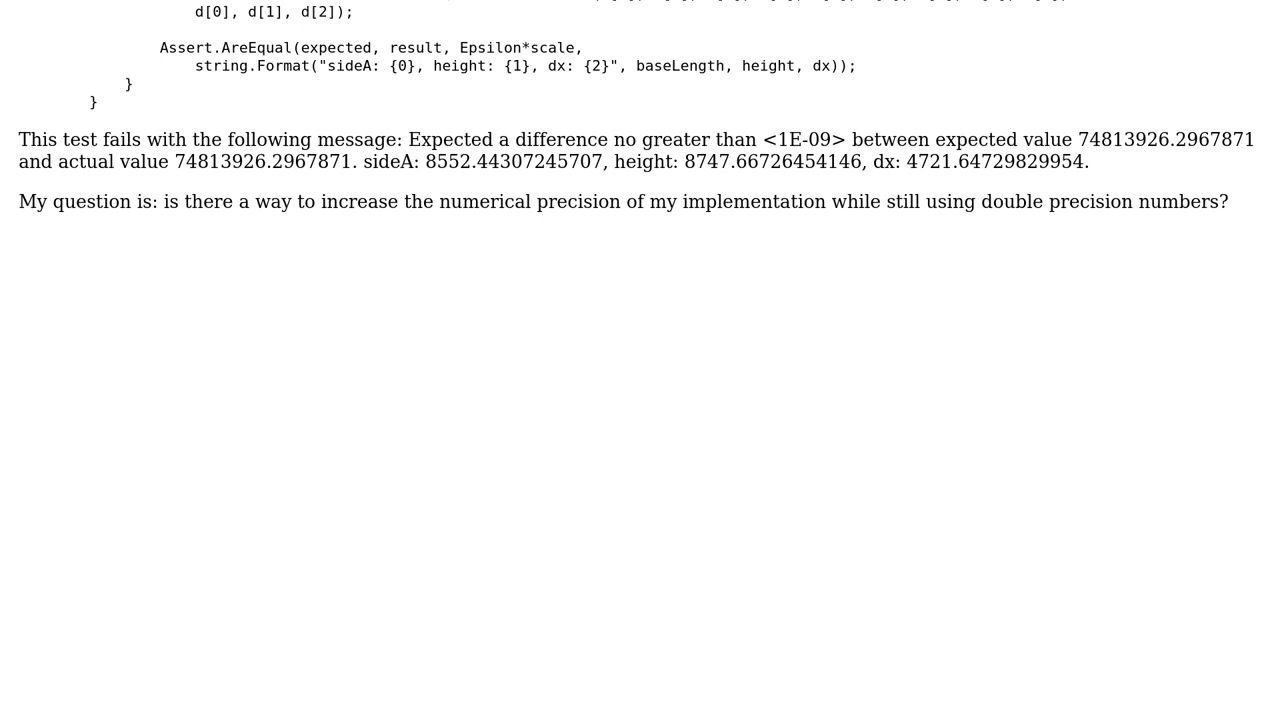 d[0], d[1], d[2]);
Assert.AreEqual(expected, result, Epsilon*scale,
string.Format("sideA: {0}, height: {1}, dx: {2}", baseLength, height, dx));
}
}
This test fails with the following message: Expected a difference no greater than <1E-09> between expected value 74813926.2967871
and actual value 74813926.2967871. sideA: 8552.44307245707, height: 8747.66726454146, dx: 4721.64729829954.
My question is: is there a way to increase the numerical precision of my implementation while still using double precision numbers?